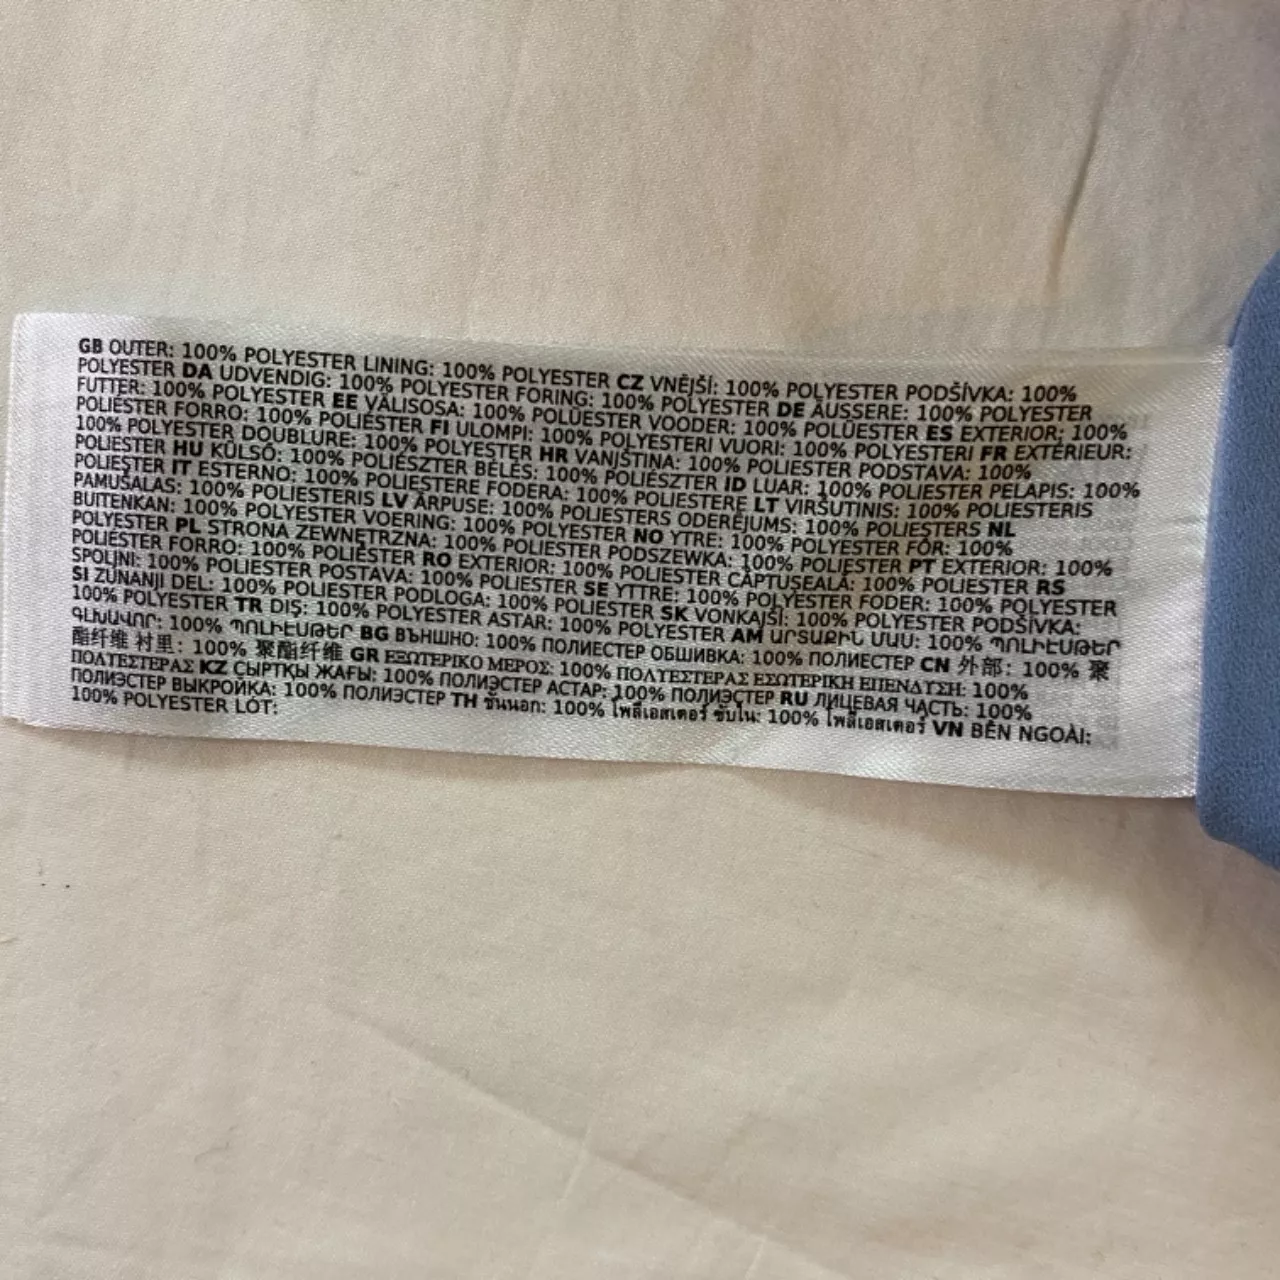 GB OUTER: 100% POLYESTER LINING: 100% POLYESTER CZ VNĚJŠÍ: 100% POLYESTER PODŠÍVKA: 100%
POLYESTER DA UDVENDIG: 100% POLYESTER FORING: 100% POLYESTER DE ÄUSSERE: 100% POLYESTER
FUTTER: 100% POLYESTER EE VÄLISOSA: 100% POLÜESTER VOODER: 100% POLÜESTER ES EXTERIOR: 100%
POLIÉSTER FORRO: 100% POLIÉSTER FI ULOMPI: 100% POLYESTERI VUORI: 100% POLYESTERI FR EXTÉRIEUR:
100% POLYESTER DOUBLURE: 100% POLYESTER HR VANJŠTINA: 100% POLIESTER PODSTAVA: 100%
POLIESTER HU KÜLSŐ: 100% POLIÉSZTER BÉLÉS: 100% POLIÉSZTER ID LUAR: 100% POLIESTER PELAPIS: 100%
POLIESTER IT ESTERNO: 100% POLIESTERE FODERA: 100% POLIESTERE LT VIRŠUTINIS: 100% POLIESTERIS
PAMUŠALAS: 100% POLIESTERIS LV ĀRPUSE: 100% POLIESTERS ODERĒJUMS: 100% POLIESTERS NL
BUITENKAN: 100% POLYESTER VOERING: 100% POLYESTER NO YTRE: 100% POLYESTER FÔR: 100%
POLYESTER PL STRONA ZEWNĘTRZNA: 100% POLIESTER PODSZEWKA: 100% POLIESTER PT EXTERIOR: 100%
POLIÉSTER FORRO: 100% POLIÉSTER RO EXTERIOR: 100% POLIESTER CĂPTUȘEALĂ: 100% POLIESTER RS
SPOLJNI: 100% POLIESTER POSTAVA: 100% POLIESTER SE YTTRE: 100% POLYESTER FODER: 100% POLYESTER
SI ZUNANJI DEL: 100% POLIESTER PODLOGA: 100% POLIESTER SK VONKAJŠÍ: 100% POLYESTER PODŠÍVKA:
100% POLYESTER TR DIŞ: 100% POLYESTER ASTAR: 100% POLYESTER AM ԱՐՏԱՔԻՆ ՄԱՍ: 100% ՊՈԼԻԷՍԹԵՐ
ԳԼԽԱՎՈՐ: 100% ՊՈԼԻԷՍԹԵՐ BG ВЪНШНО: 100% ПОЛИЕСТЕР ОБШИВКА: 100% ПОЛИЕСТЕР CN 外部: 100% 聚
酯纤维 衬里: 100% 聚酯纤维 GR ΕΞΩΤΕΡΙΚΟ ΜΕΡΟΣ: 100% ΠΟΛΥΕΣΤΕΡΑΣ ΕΣΩΤΕΡΙΚΗ ΕΠΕΝΔΥΣΗ: 100%
ΠΟΛΥΕΣΤΕΡΑΣ KZ СЫРТҚЫ ЖАҒЫ: 100% ПОЛИЭСТЕР АСТАР: 100% ПОЛИЭСТЕР RU ЛИЦЕВАЯ ЧАСТЬ: 100%
ПОЛИЭСТЕР ВЫКРОЙКА: 100% ПОЛИЭСТЕР TH ชั้นนอก: 100% โพลีเอสเตอร์ ซับใน: 100% โพลีเอสเตอร์ VN BÊN NGOÀI:
100% POLYESTER LÓT: